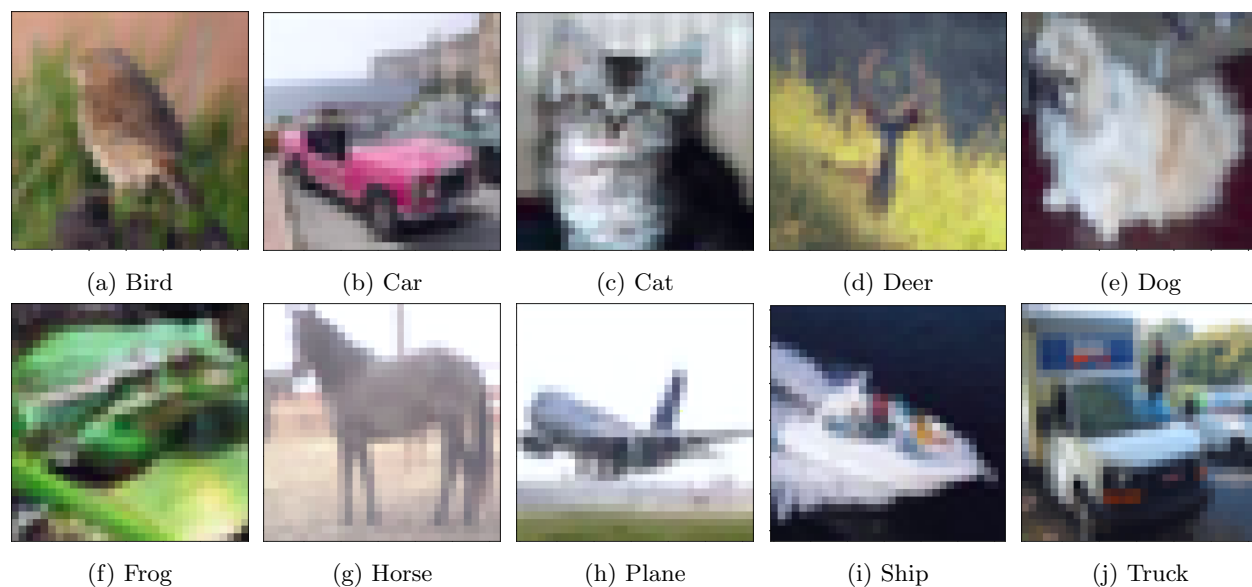 (a) Bird
(b) Car
(c) Cat
(d) Deer
(e) Dog
(f) Frog
(g) Horse
(h) Plane
(i) Ship
(j) Truck